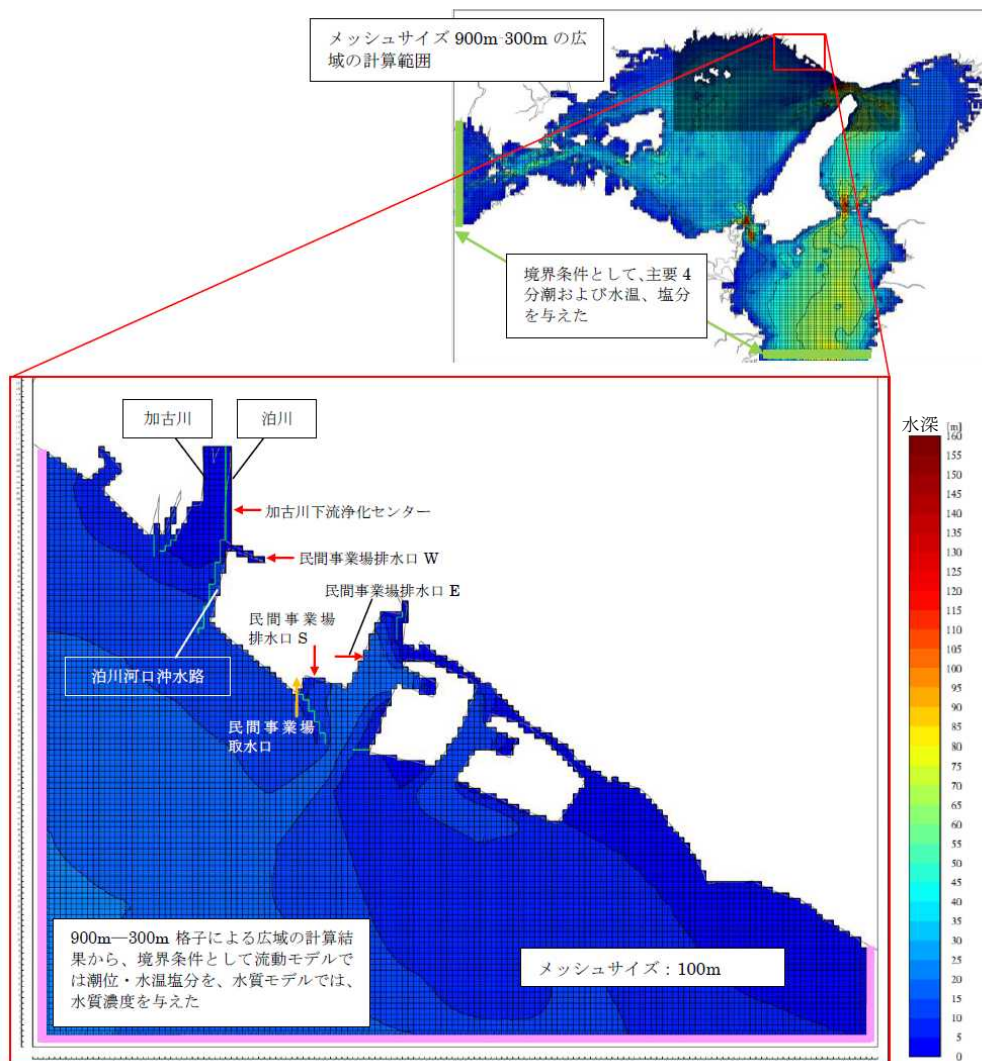 メッシュサイズ 900m-300m の広
域の計算範囲
境界条件として、主要 4
分潮および水温、塩分
を与えた
加古川
泊川
水深 [m]
加古川下流浄化センター
民間事業場排水口 W
民間事業場排水口 E
民間事業場
排水口 S
泊川河口沖水路
民間事業場
取水口
900m―300m 格子による広域の計算結
果から、境界条件として流動モデルで
は潮位・水温塩分を、水質モデルでは、
水質濃度を与えた
メッシュサイズ：100m
160
155
150
145
140
135
130
125
120
115
110
105
100
95
90
85
80
75
70
65
60
55
50
45
40
35
30
25
20
15
10
5
0